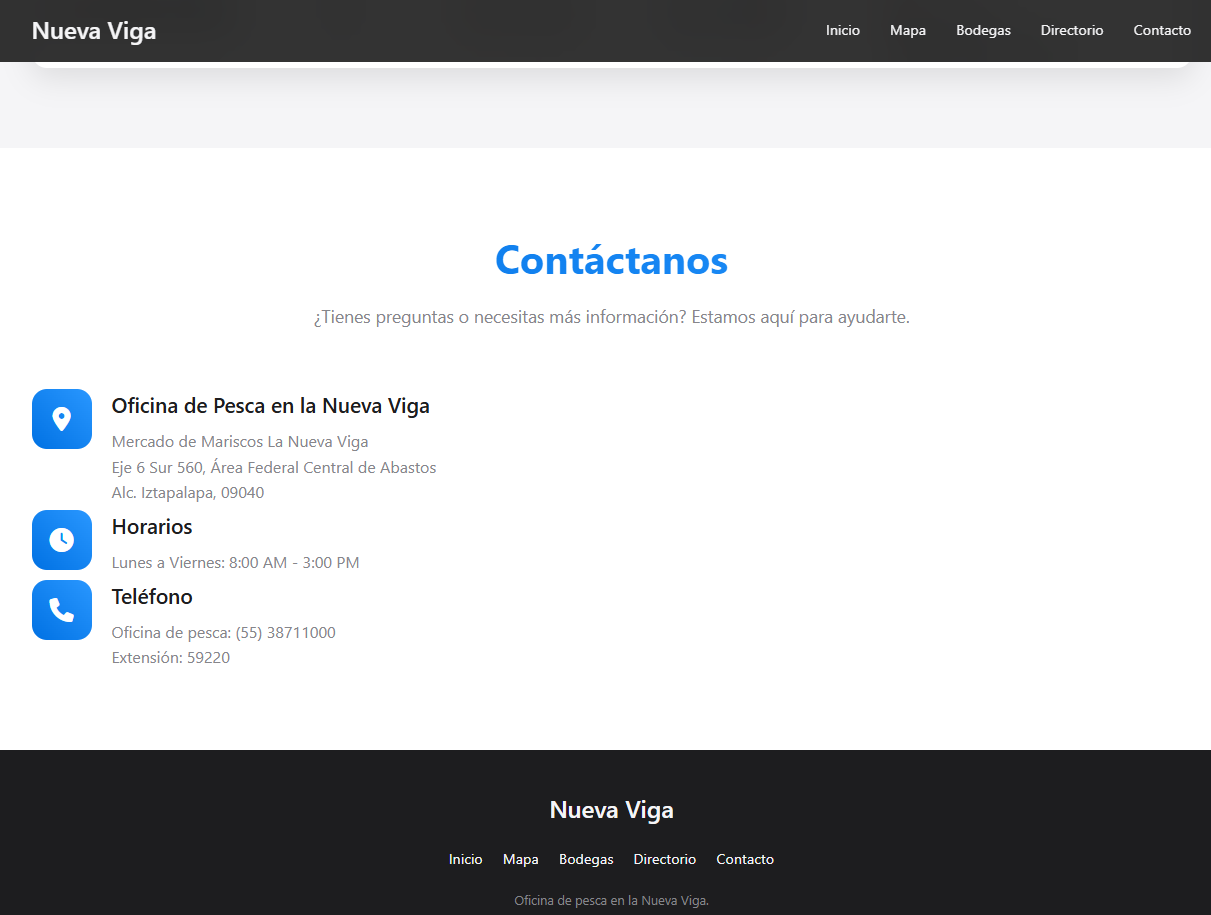 Nueva Viga
Inicio Mapa Bodegas Directorio Contacto
Contáctanos
¿Tienes preguntas o necesitas más información? Estamos aquí para ayudarte.
Oficina de Pesca en la Nueva Viga
Mercado de Mariscos La Nueva Viga
Eje 6 Sur 560, Área Federal Central de Abastos
Alc. Iztapalapa, 09040
Horarios
Lunes a Viernes: 8:00 AM - 3:00 PM
Teléfono
Oficina de pesca: (55) 38711000
Extensión: 59220
Nueva Viga
Inicio Mapa Bodegas Directorio Contacto
Oficina de pesca en la Nueva Viga.